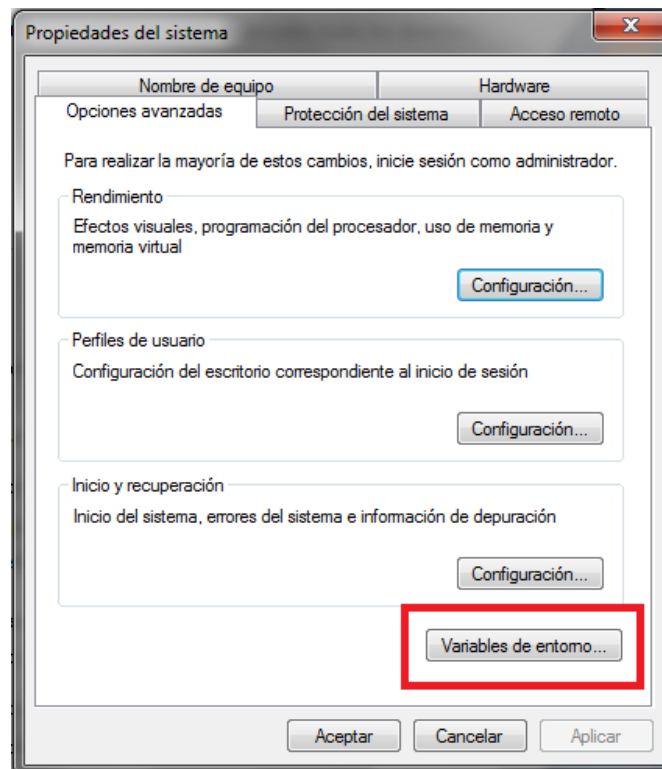 Propiedades del sistema
Nombre de equipo
Hardware
Opciones avanzadas
Protección del sistema
Acceso remoto
Para realizar la mayoría de estos cambios, inicie sesión como administrador.
Rendimiento
Efectos visuales, programación del procesador, uso de memoria y
memoria virtual
Configuración...
Perfiles de usuario
Configuración del escritorio correspondiente al inicio de sesión
Configuración...
Inicio y recuperación
Inicio del sistema, errores del sistema e información de depuración
Configuración...
Variables de entorno...
Aceptar
Cancelar
Aplicar